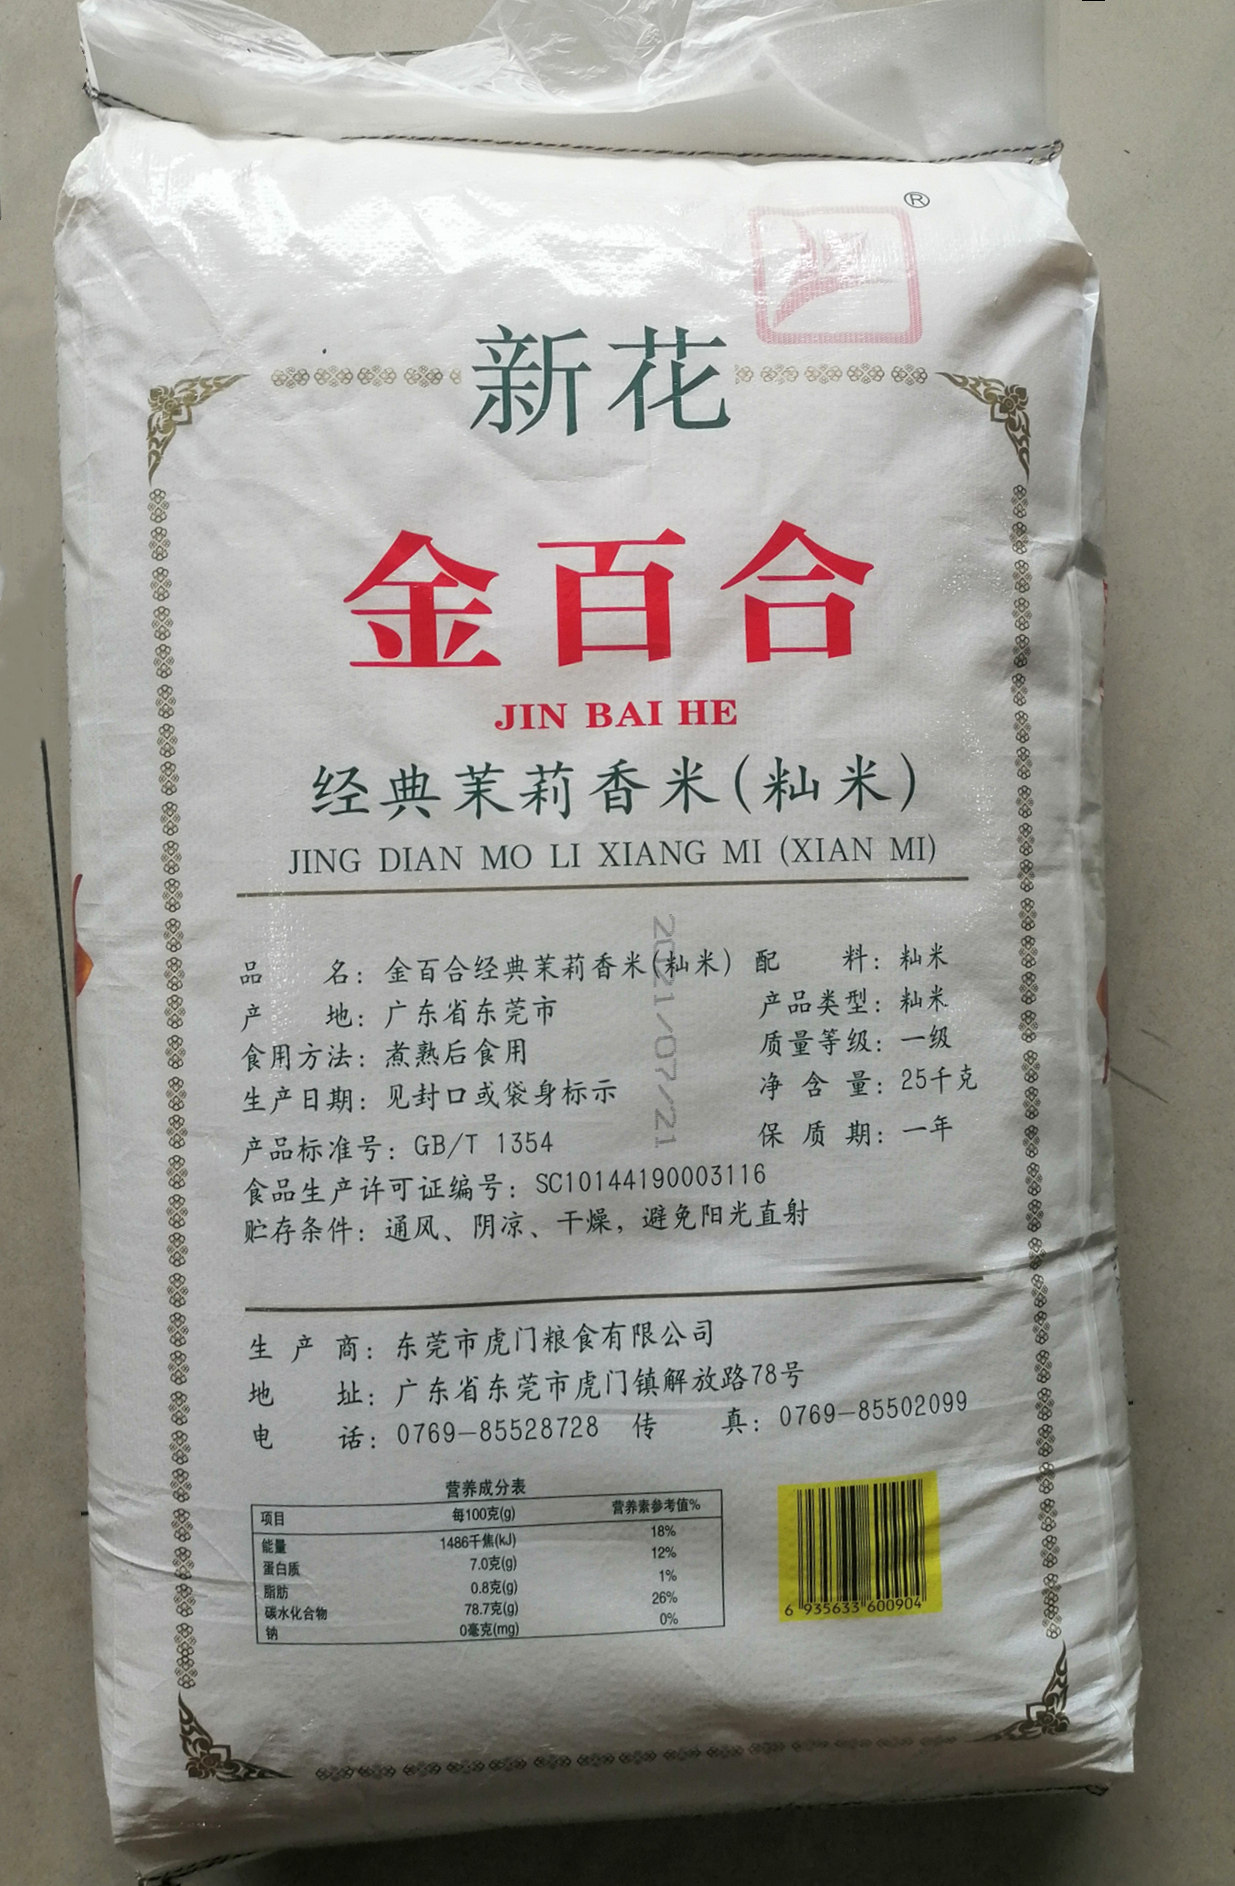 ®
新花
金百合
JIN BAI HE
经典茉莉香米(籼米)
JING DIAN MO LI XIANG MI (XIAN MI)
品名: 金百合经典茉莉香米(籼米) 配料: 籼米
产地: 广东省东莞市 产品类型: 籼米
食用方法: 煮熟后食用 质量等级: 一级
生产日期: 见封口或袋身标示 净含量: 25千克
产品标准号: GB/T 1354 保质期: 一年
食品生产许可证编号: SC10144190003116
贮存条件: 通风、阴凉、干燥，避免阳光直射
2021/07/21
生产商: 东莞市虎门粮食有限公司
地址: 广东省东莞市虎门镇解放路78号
电话: 0769-85528728 传真: 0769-85502099
营养成分表
项目 每100克(g) 营养素参考值%
能量 1486千焦(kJ) 18%
蛋白质 7.0克(g) 12%
脂肪 0.8克(g) 1%
碳水化合物 78.7克(g) 26%
钠 0毫克(mg) 0%
6 935633 600904